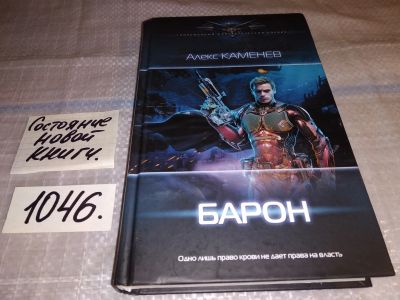 Алекс КАМЕНЕВ
Состояние
новой
книги.
1046.
БАРОН
Одно лишь право крови не дает права на власть